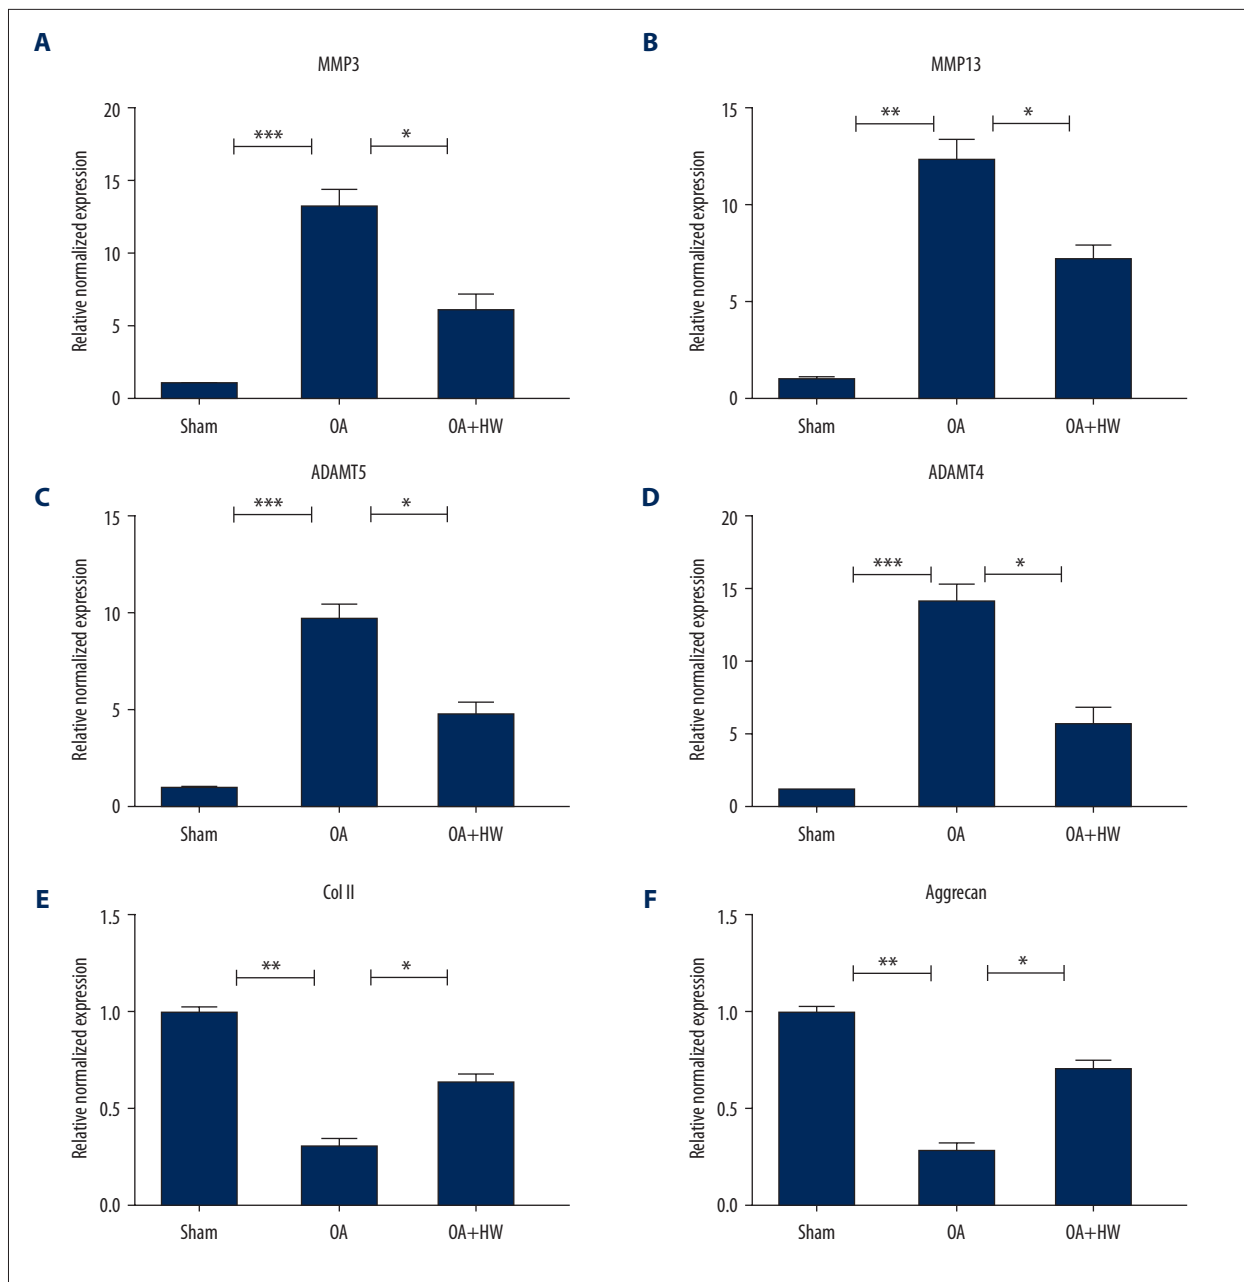 A
MMP3
Relative normalized expression
20
15
10
5
0
***
*
Sham OA OA+HW
B
MMP13
Relative normalized expression
15
10
5
0
**
*
Sham OA OA+HW
C
ADAMT5
Relative normalized expression
15
10
5
0
***
*
Sham OA OA+HW
D
ADAMT4
Relative normalized expression
20
15
10
5
0
***
*
Sham OA OA+HW
E
Col II
Relative normalized expression
1.5
1.0
0.5
0.0
**
*
Sham OA OA+HW
F
Aggrecan
Relative normalized expression
1.5
1.0
0.5
0.0
**
*
Sham OA OA+HW